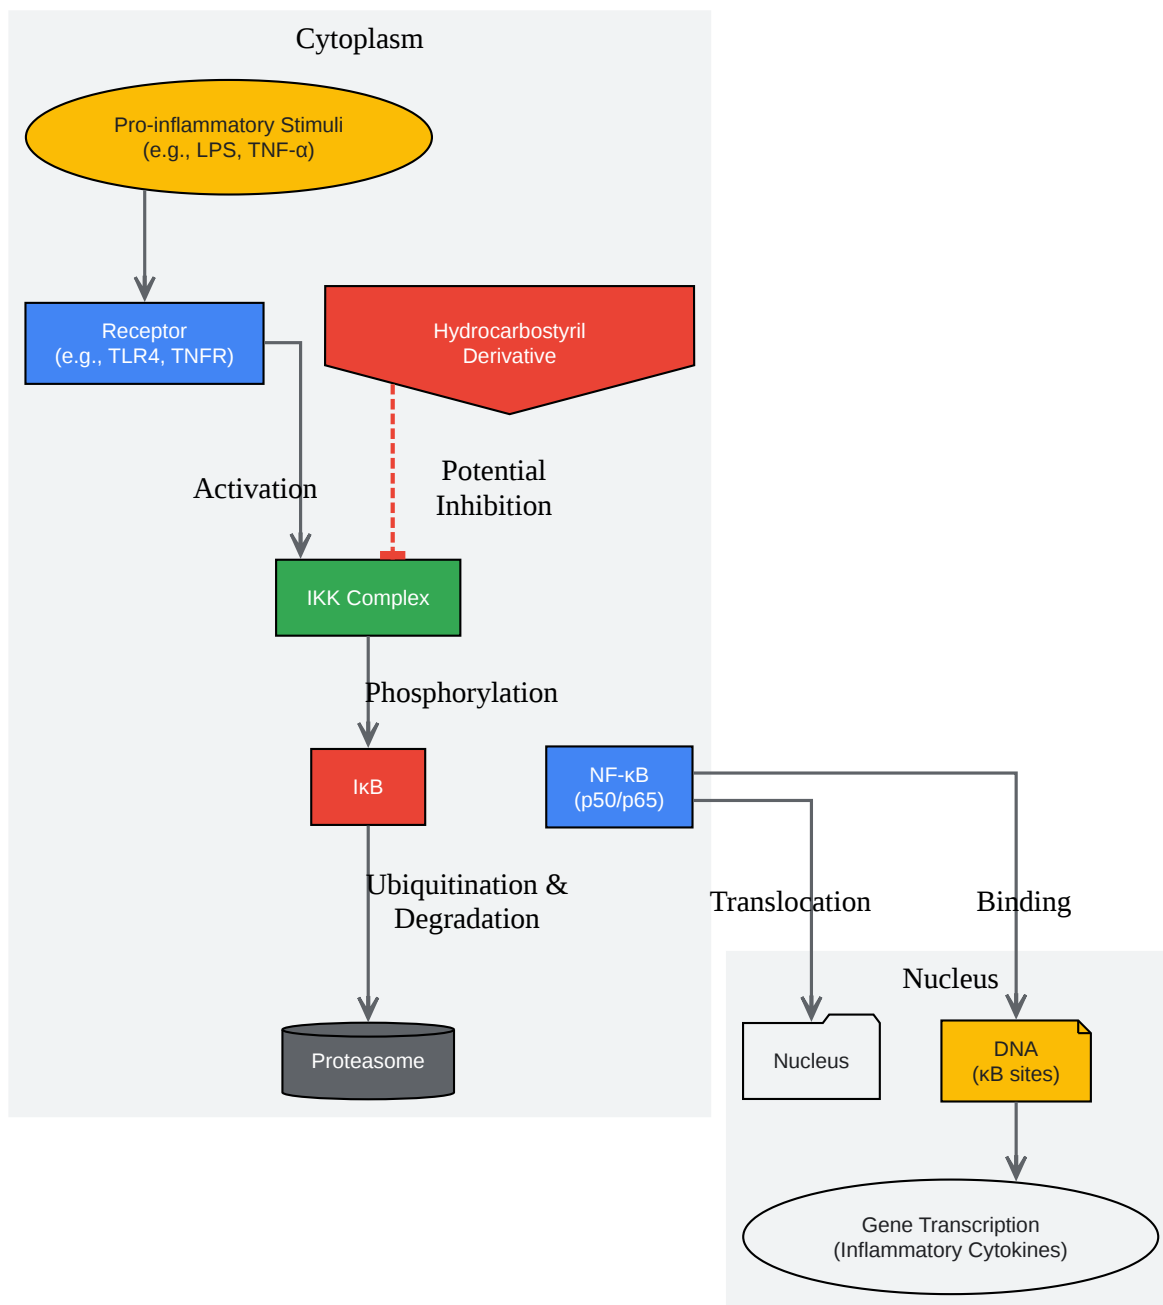 Cytoplasm
Pro-inflammatory Stimuli
(e.g., LPS, TNF-α)
Receptor
(e.g., TLR4, TNFR)
Hydrocarbostyril
Derivative
Activation
Potential
Inhibition
IKK Complex
Phosphorylation
IκB
NF-κB
(p50/p65)
Ubiquitination &
Degradation
Translocation
Binding
Nucleus
Proteasome
Nucleus
DNA
(κB sites)
Gene Transcription
(Inflammatory Cytokines)